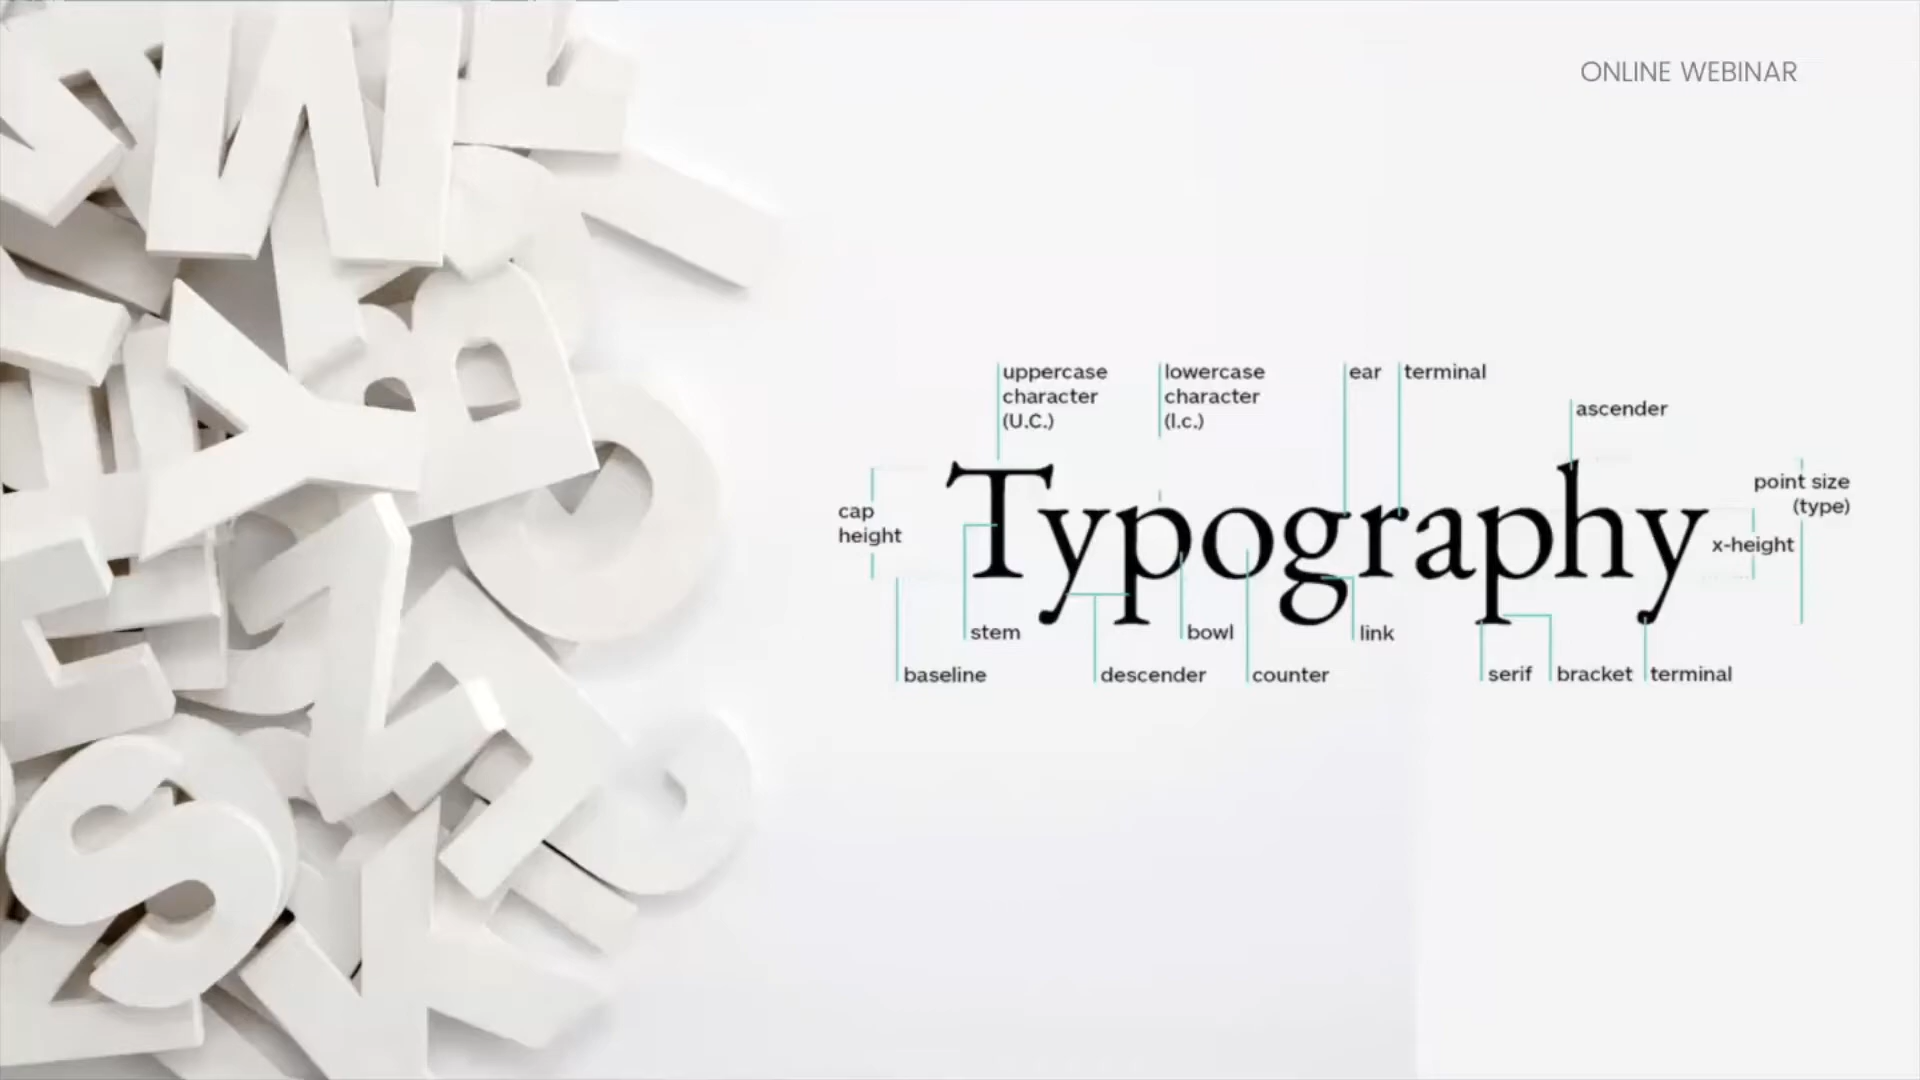 ONLINE WEBINAR
uppercase
character
(U.C.)
lowercase
character
(l.c.)
ear
terminal
ascender
Typography
cap
height
point size
(type)
x-height
stem
bowl
link
baseline
descender
counter
serif
bracket
terminal